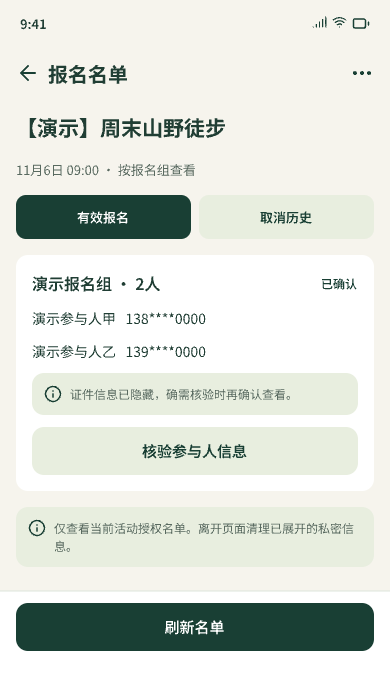 9:41
报名名单
【演示】周末山野徒步
11月6日 09:00 · 按报名组查看
有效报名
取消历史
演示报名组 · 2人
已确认
演示参与人甲 138****0000
演示参与人乙 139****0000
证件信息已隐藏，确需核验时再确认查看。
核验参与人信息
仅查看当前活动授权名单。离开页面清理已展开的私密信
息。
刷新名单